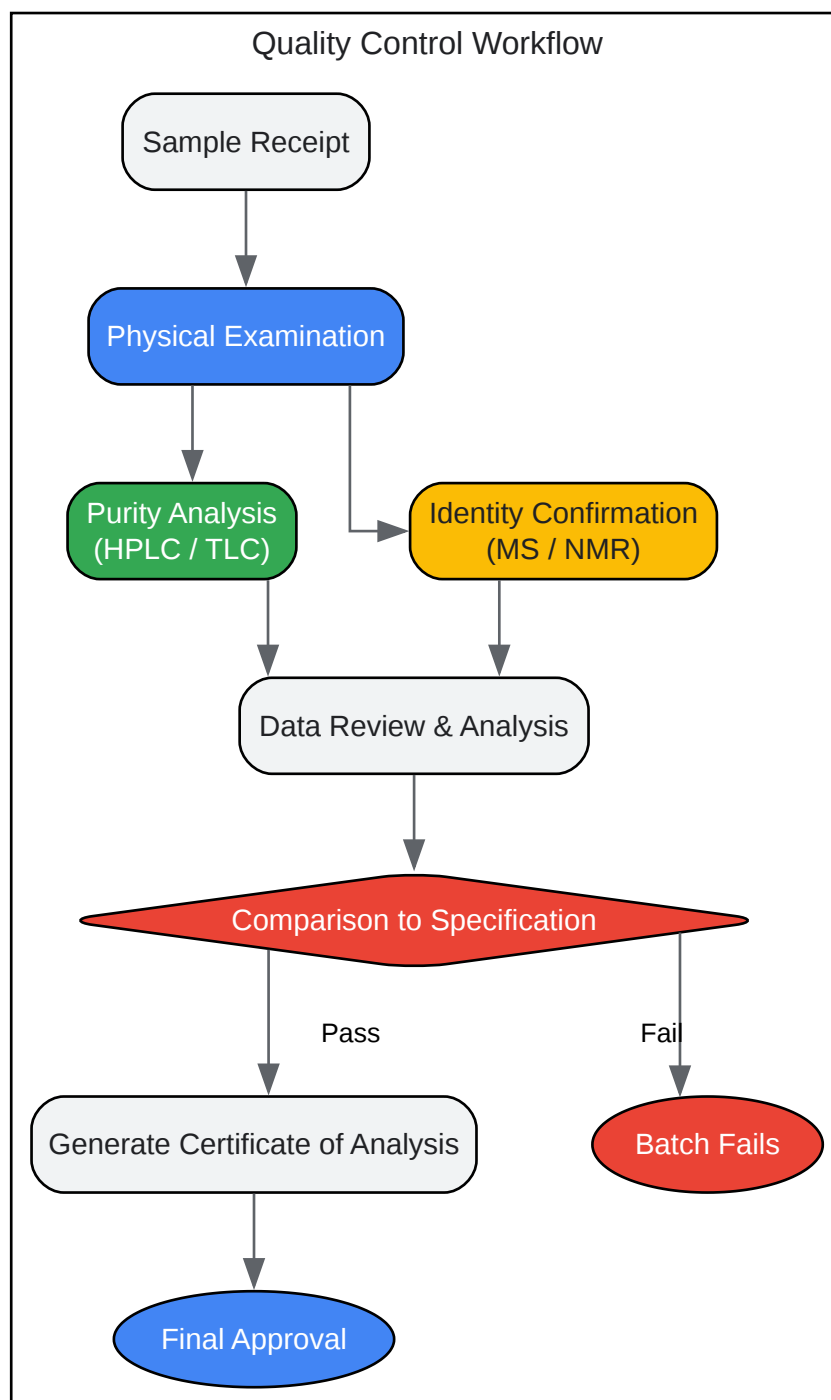 Quality Control Workflow
Sample Receipt
Physical Examination
Purity Analysis
(HPLC / TLC)
Identity Confirmation
(MS / NMR)
Data Review & Analysis
Comparison to Specification
Pass
Fail
Generate Certificate of Analysis
Batch Fails
Final Approval